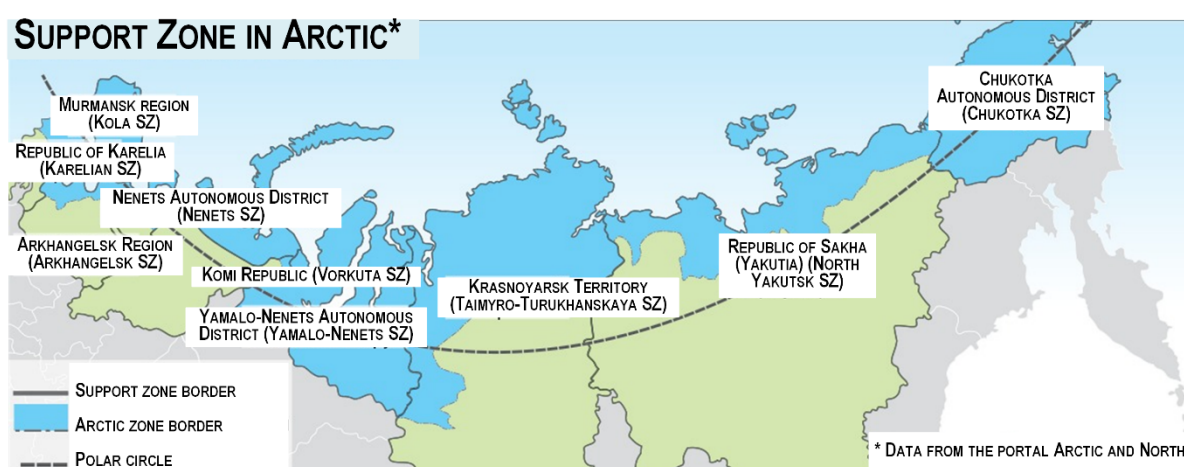 SUPPORT ZONE IN ARCTIC*
MURMANSK REGION
(KOLA SZ)
REPUBLIC OF KARELIA
(KARELIAN SZ)
NENETS AUTONOMOUS DISTRICT
(NENETS SZ)
ARKHANGELSK REGION
(ARKHANGELSK SZ)
KOMI REPUBLIC (VORKUTA SZ)
YAMALO-NENETS AUTONOMOUS
DISTRICT (YAMALO-NENETS SZ)
KRASNOYARSK TERRITORY
(TAIMYRO-TURUKHANSKAYA SZ)
REPUBLIC OF SAKHA
(YAKUTIA) (NORTH
YAKUTSK SZ)
CHUKOTKA
AUTONOMOUS DISTRICT
(CHUKOTKA SZ)
SUPPORT ZONE BORDER
ARCTIC ZONE BORDER
POLAR CIRCLE
* DATA FROM THE PORTAL ARCTIC AND NORTH